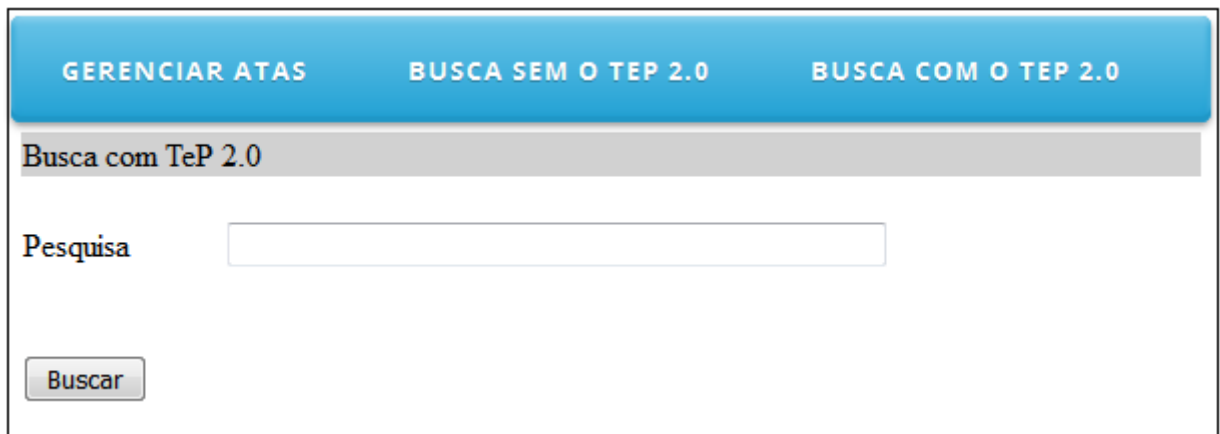 GERENCIAR ATAS BUSCA SEM O TEP 2.0 BUSCA COM O TEP 2.0
Busca com TeP 2.0
Pesquisa
Buscar